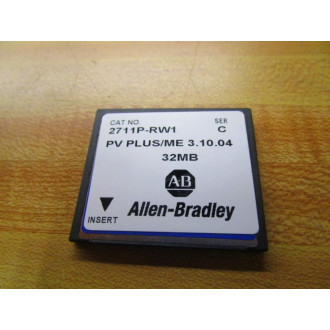 CAT NO. SER
2711P-RW1 C
PV PLUS/ME 3.10.04
32MB
AB
INSERT Allen-Bradley